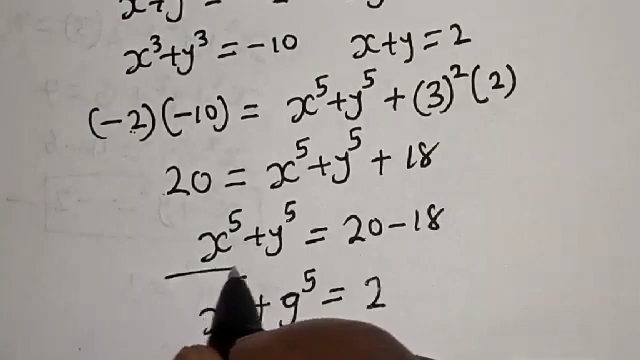 x³+y³ = -10 x+y = 2
(-2)(-10) = x⁵+y⁵ + (3)²(2)
20 = x⁵+y⁵ + 18
x⁵+y⁵ = 20-18
+ y⁵ = 2